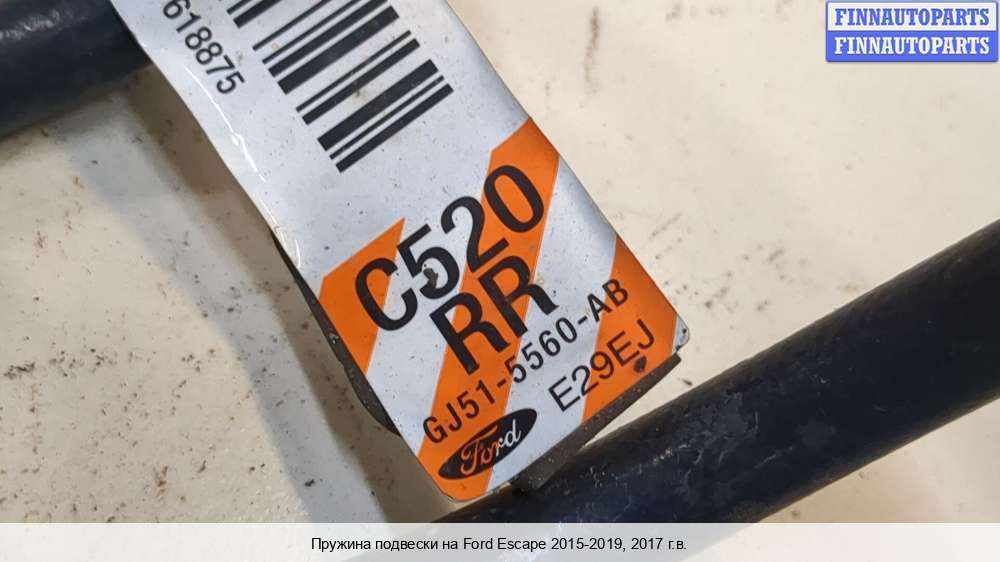 FINNAUTOPARTS
FINNAUTOPARTS
618875
C520
RR
GJ51-5560-AB
E29EJ
Ford
Пружина подвески на Ford Escape 2015-2019, 2017 г.в.